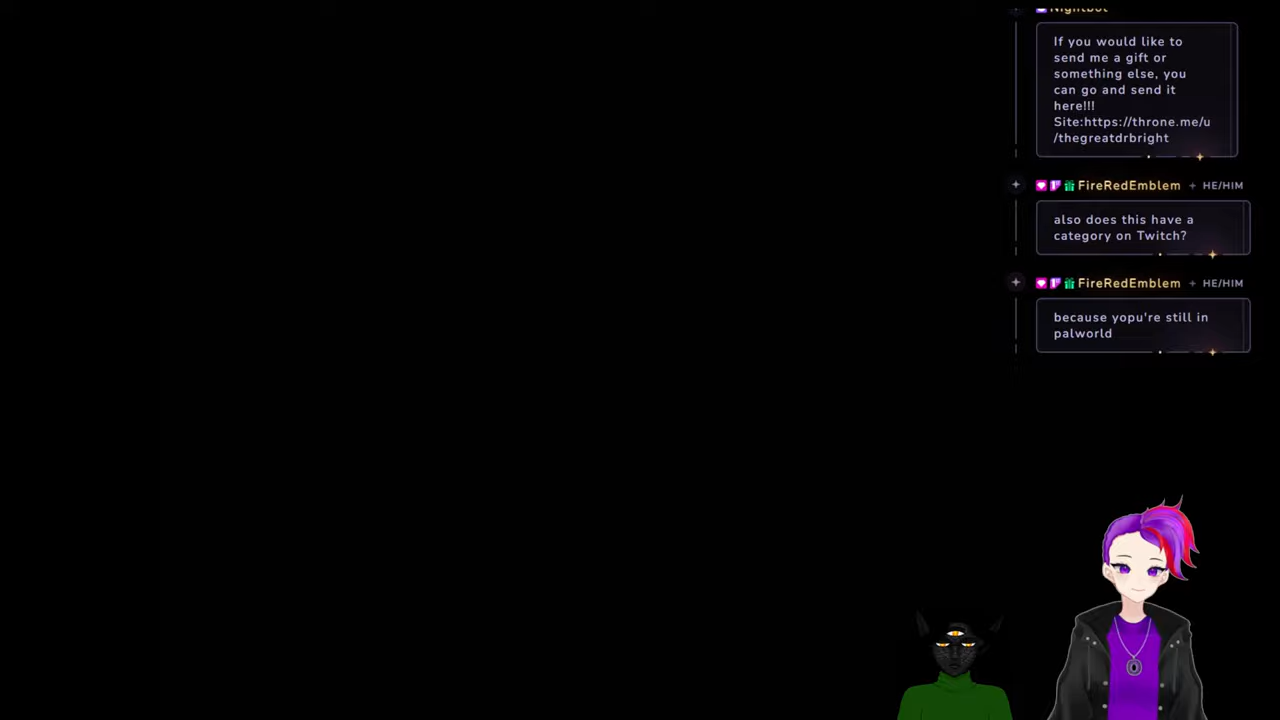 Nightbot
If you would like to
send me a gift or
something else, you
can go and send it
here!!!
Site:https://throne.me/u
/thegreatdrbright
FireRedEmblem + HE/HIM
also does this have a
category on Twitch?
FireRedEmblem + HE/HIM
because yopu're still in
palworld